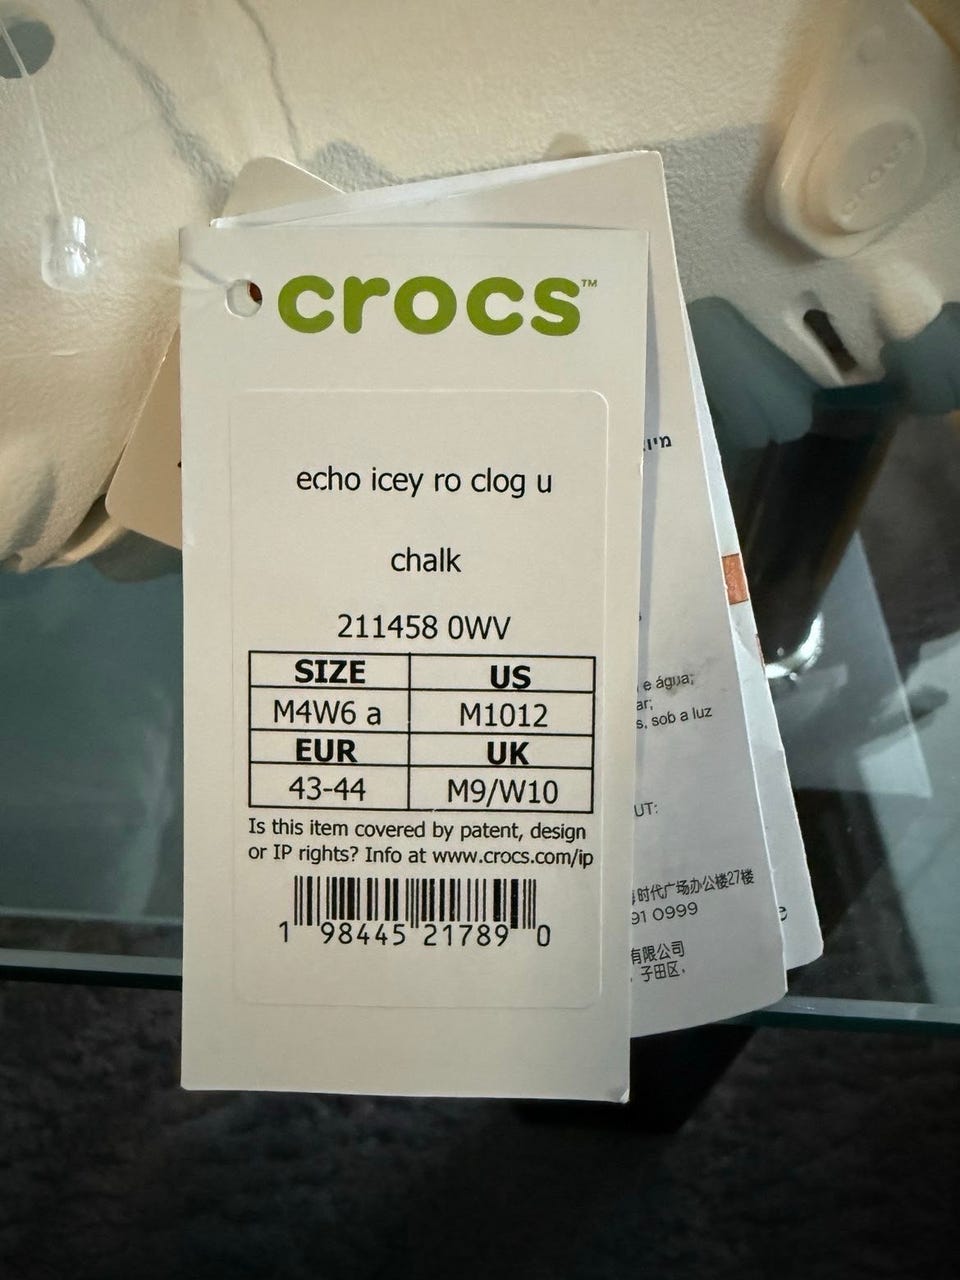 crocs™
echo icey ro clog u
chalk
211458 0WV
SIZE US
M4W6 a M1012
EUR UK
43-44 M9/W10
Is this item covered by patent, design
or IP rights? Info at www.crocs.com/ip
1 98445 21789 0
e água;
ar;
s, sob a luz
UT:
时代广场办公楼27楼
91 0999
有限公司
子田区,
crocs